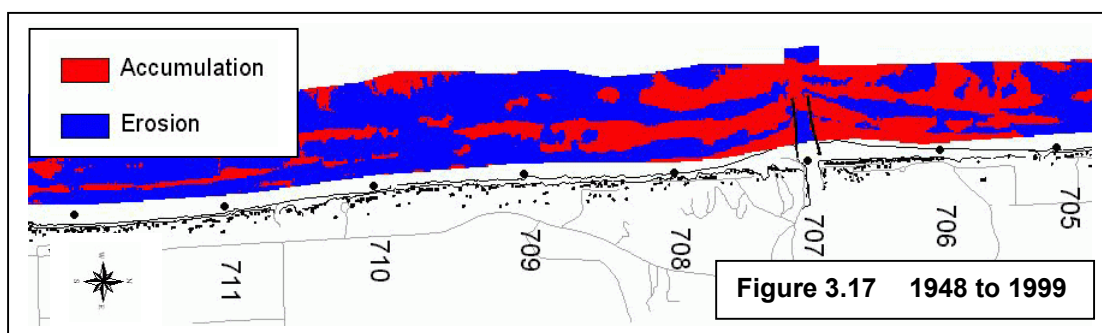 Accumulation
Erosion
711
710
709
708
707
706
705
W
S
N
E
Figure 3.17 1948 to 1999